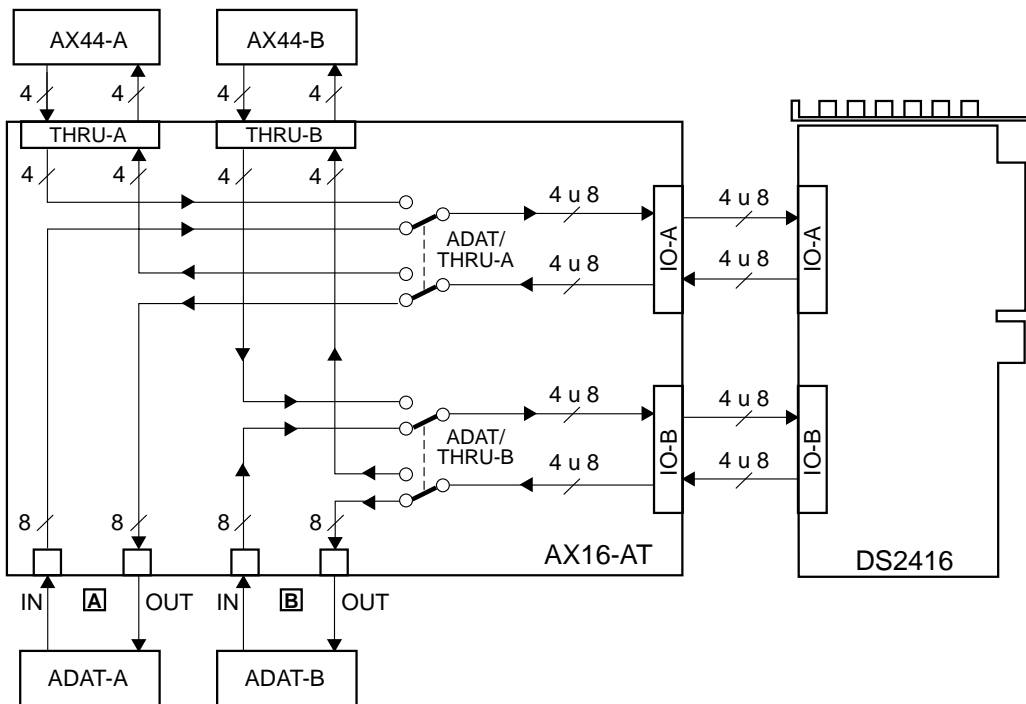 AX44-A AX44-B
4 4 4 4
THRU-A THRU-B
4 4 4 4
4 u 8 4 u 8
ADAT/
THRU-A
IO-A IO-A
4 u 8 4 u 8
4 u 8 4 u 8
ADAT/
THRU-B
IO-B IO-B
4 u 8 4 u 8
8 8 8 8
AX16-AT
DS2416
IN A OUT IN B OUT
ADAT-A ADAT-B